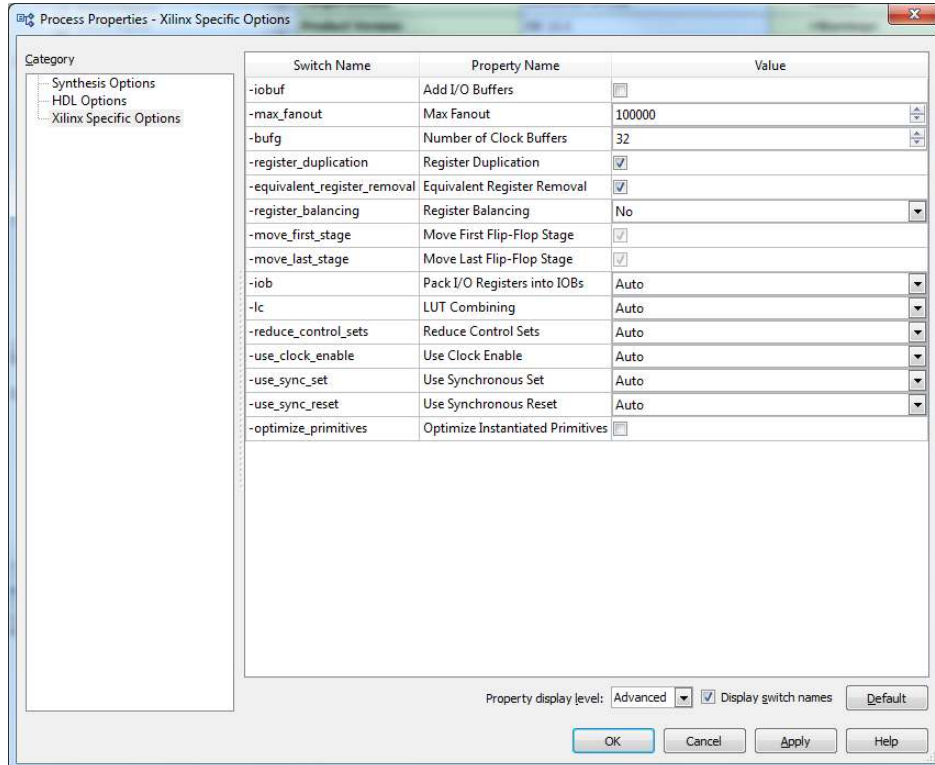 Process Properties - Xilinx Specific Options
Category
Synthesis Options
HDL Options
Xilinx Specific Options
Switch Name Property Name Value
-iobuf Add I/O Buffers
-max_fanout Max Fanout 100000
-bufg Number of Clock Buffers 32
-register_duplication Register Duplication
-equivalent_register_removal Equivalent Register Removal
-register_balancing Register Balancing No
-move_first_stage Move First Flip-Flop Stage
-move_last_stage Move Last Flip-Flop Stage
-iob Pack I/O Registers into IOBs Auto
-lc LUT Combining Auto
-reduce_control_sets Reduce Control Sets Auto
-use_clock_enable Use Clock Enable Auto
-use_sync_set Use Synchronous Set Auto
-use_sync_reset Use Synchronous Reset Auto
-optimize_primitives Optimize Instantiated Primitives
Property display level: Advanced Display switch names Default
OK Cancel Apply Help